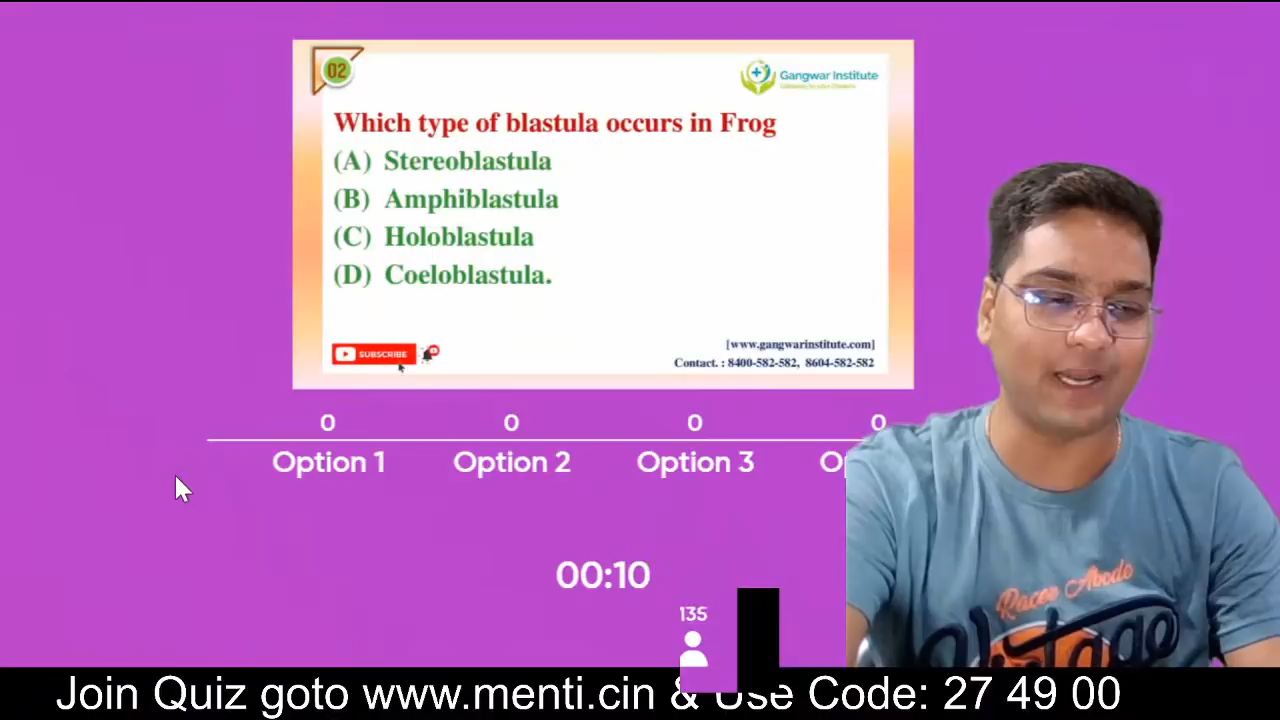 02
Gangwar Institute
Which type of blastula occurs in Frog
(A) Stereoblastula
(B) Amphiblastula
(C) Holoblastula
(D) Coeloblastula.
SUBSCRIBE
[www.gangwarinstitute.com]
Contact. : 8400-582-582, 8604-582-582
0 0 0 0
Option 1 Option 2 Option 3
00:10
135
Racer Abode
Vintage
Join Quiz goto www.menti.cin & Use Code: 27 49 00